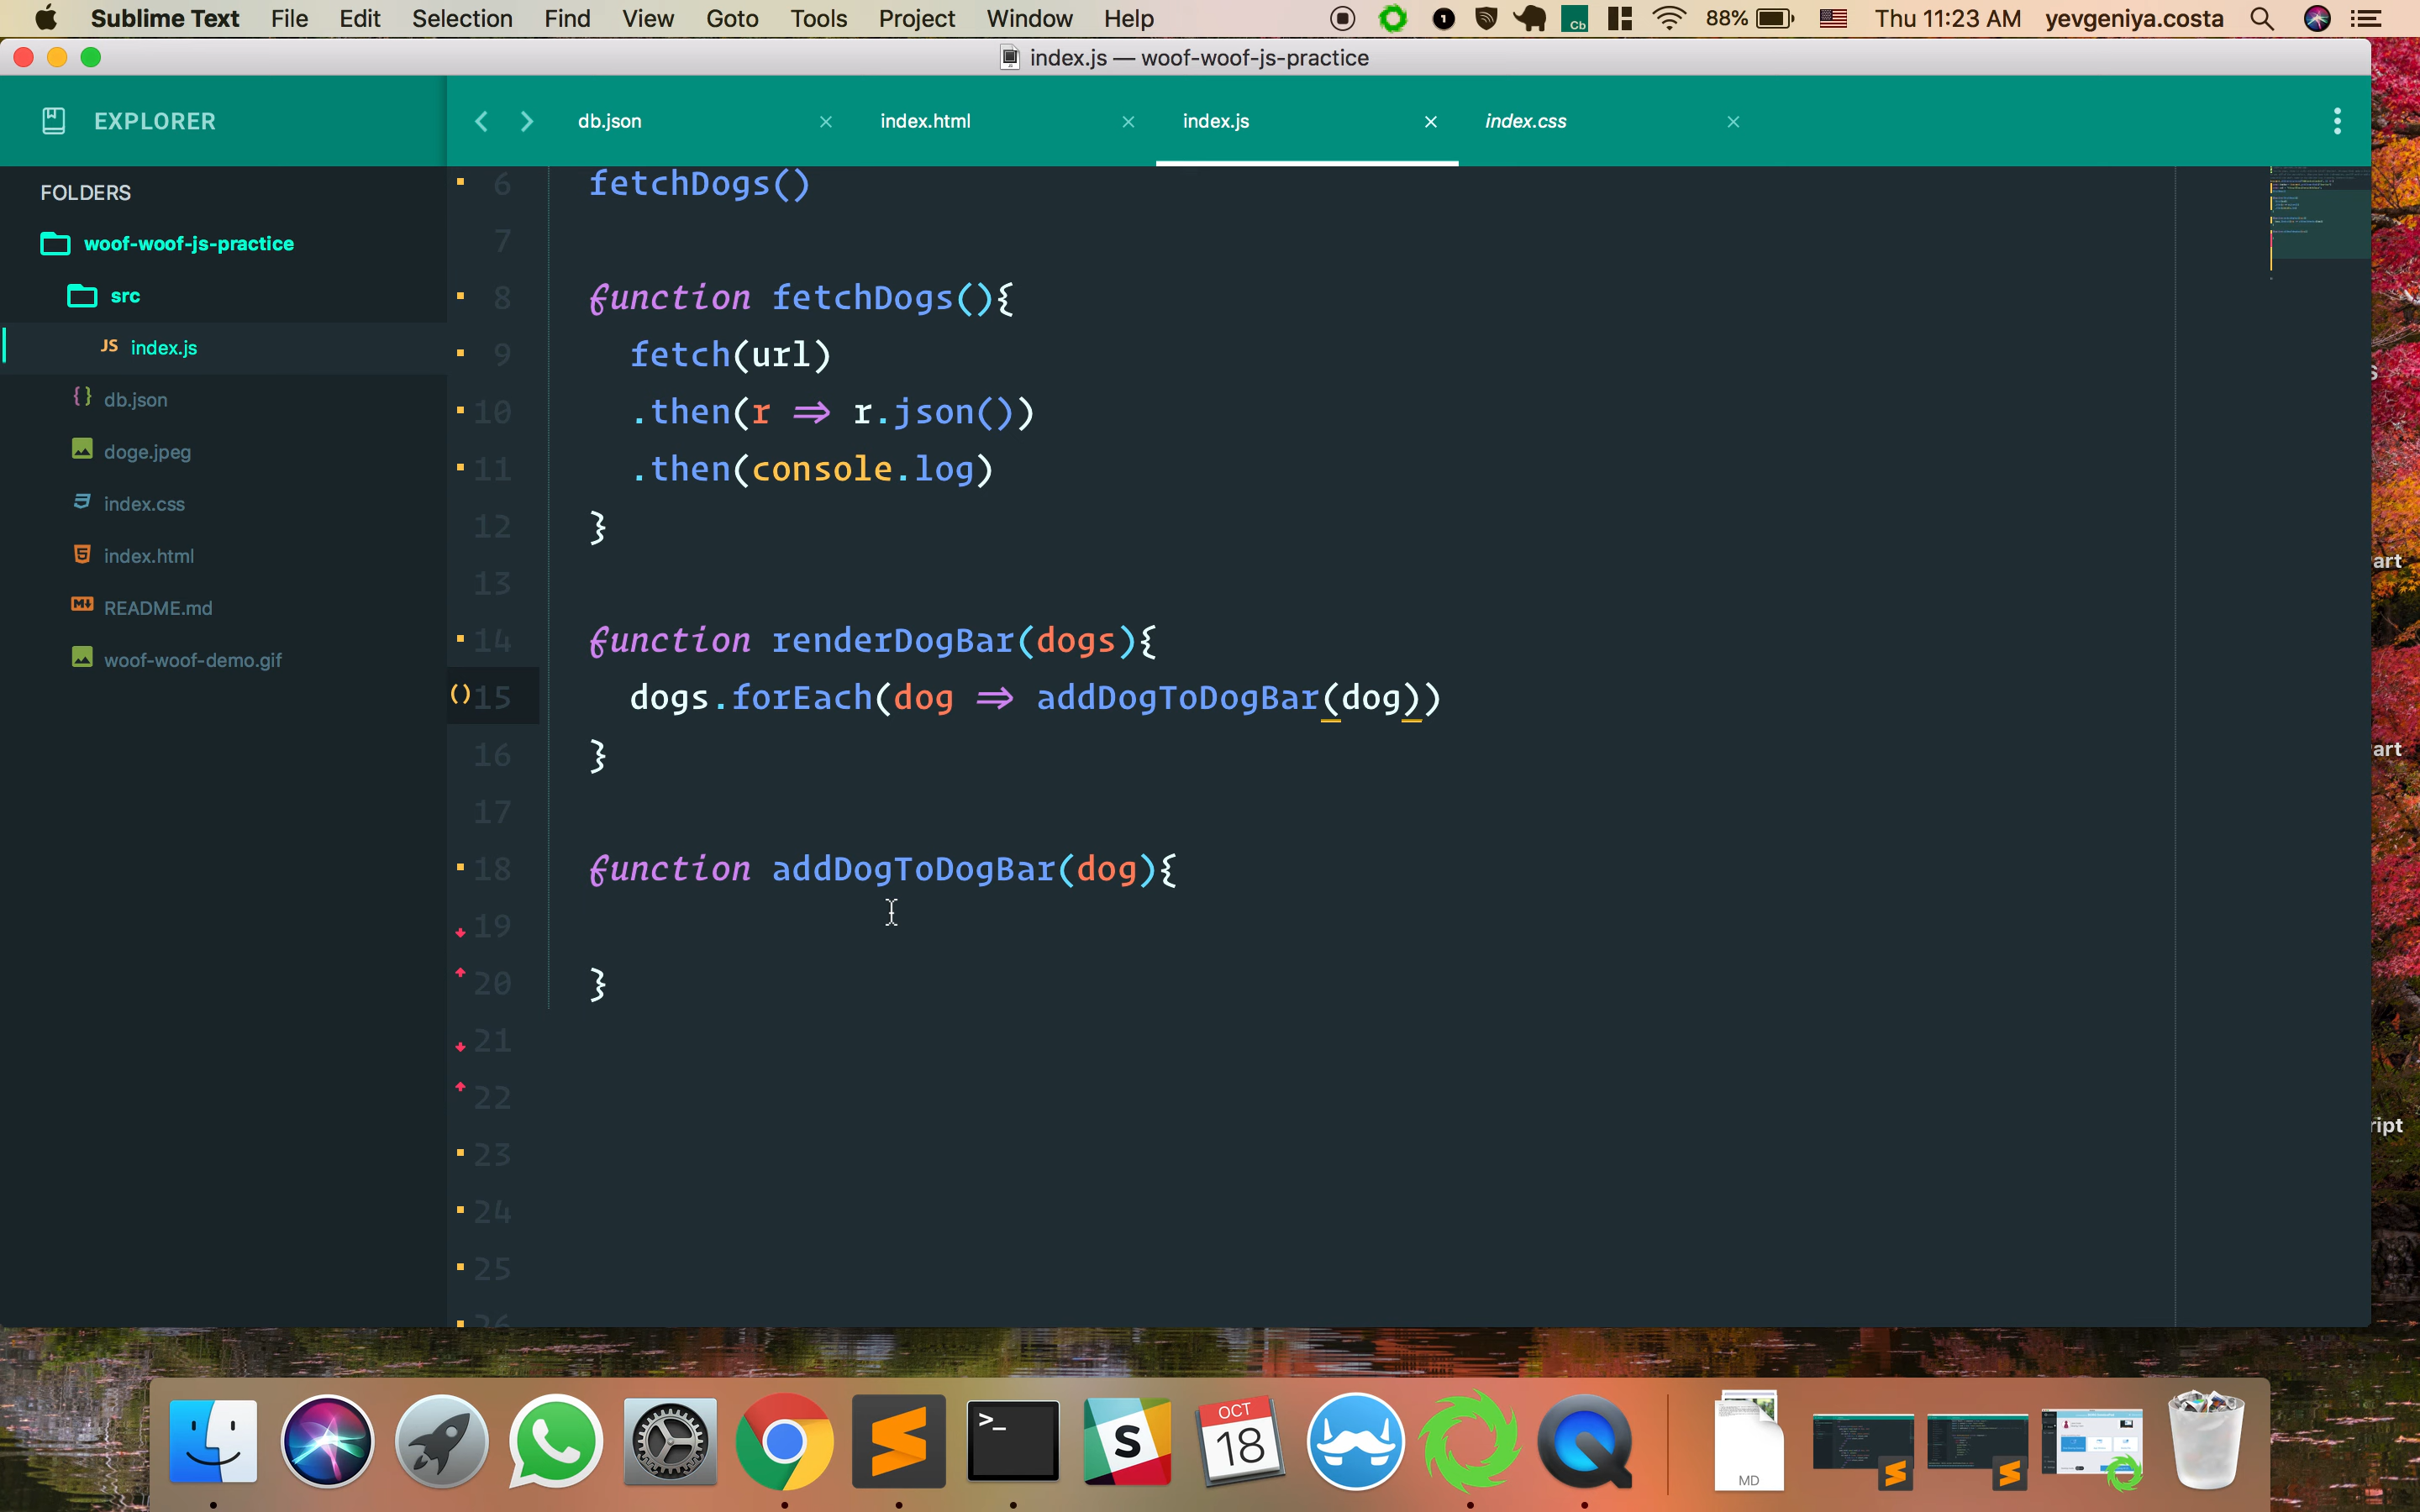 Sublime Text File Edit Selection Find View Goto Tools Project Window Help 1 Cb 88% Thu 11:23 AM yevgeniya.costa
index.js — woof-woof-js-practice
EXPLORER
db.json × index.html × index.js × index.css ×
FOLDERS
woof-woof-js-practice
src
JS index.js
{} db.json
doge.jpeg
index.css
5 index.html
M↓ README.md
woof-woof-demo.gif
6 fetchDogs()
7
8 function fetchDogs(){
9 fetch(url)
10 .then(r => r.json())
11 .then(console.log)
12 }
13
14 function renderDogBar(dogs){
15 dogs.forEach(dog => addDogToDogBar(dog))
16 }
17
18 function addDogToDogBar(dog){
19
20 }
21
22
23
24
25
26
art
art
ript
>_ S OCT
18
MD